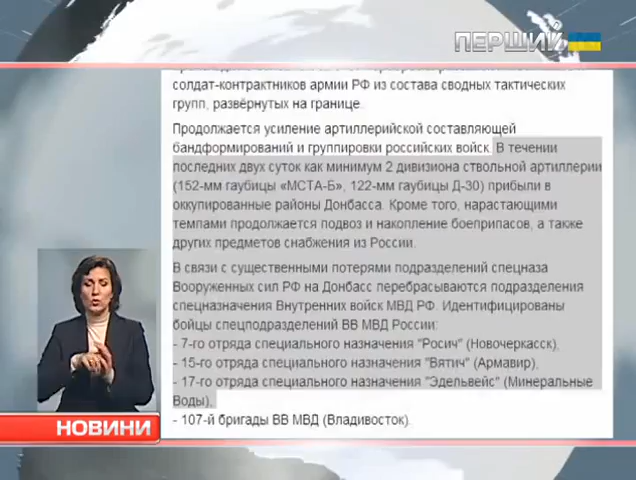 ПЕРШИЙ
солдат-контрактников армии РФ из состава сводных тактических
групп, развёрнутых на границе.
Продолжается усиление артиллерийской составляющей
бандформирований и группировки российских войск. В течении
последних двух суток как минимум 2 дивизиона ствольной артиллерии
(152-мм гаубицы «МСТА-Б», 122-мм гаубицы Д-30) прибыли в
оккупированные районы Донбасса. Кроме того, нарастающими
темпами продолжается подвоз и накопление боеприпасов, а также
других предметов снабжения из России.
В связи с существенными потерями подразделений спецназа
Вооруженных сил РФ на Донбасс перебрасываются подразделения
спецназначения Внутренних войск МВД РФ. Идентифицированы
бойцы спецподразделений ВВ МВД России:
- 7-го отряда специального назначения "Росич" (Новочеркасск),
- 15-го отряда специального назначения "Вятич" (Армавир),
- 17-го отряда специального назначения "Эдельвейс" (Минеральные
Воды),
- 107-й бригады ВВ МВД (Владивосток).
НОВИНИ